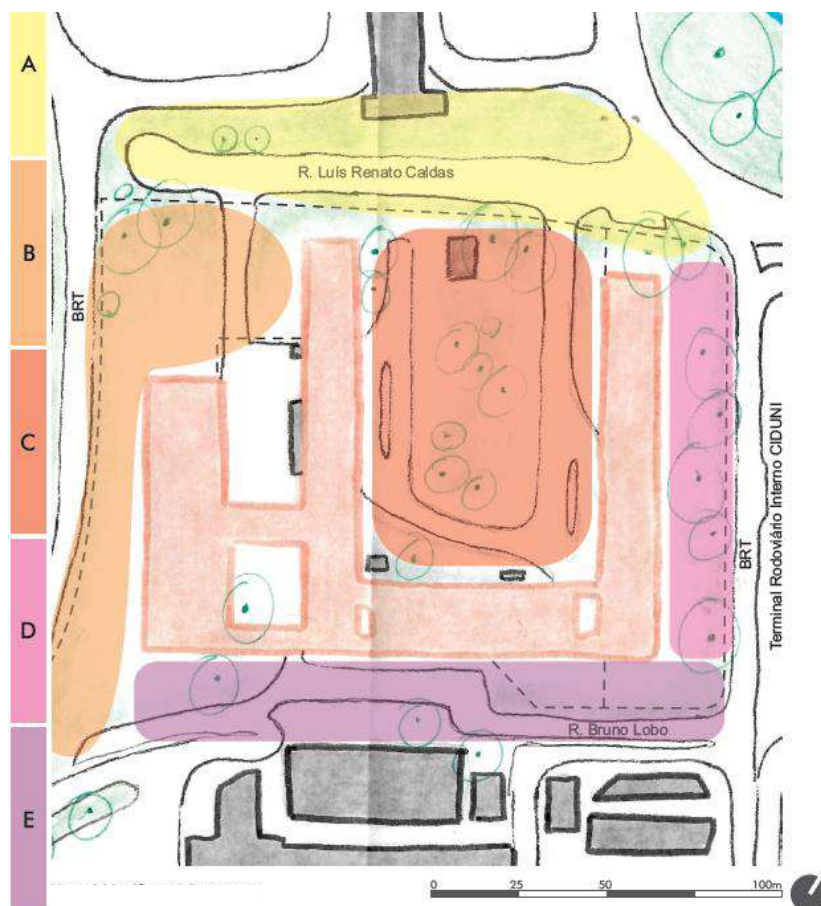 A
R. Luís Renato Caldas
B
BRT
C
Terminal Rodoviário Interno CIDUNI
D
BRT
R. Bruno Lobo
E
0 25 50 100m